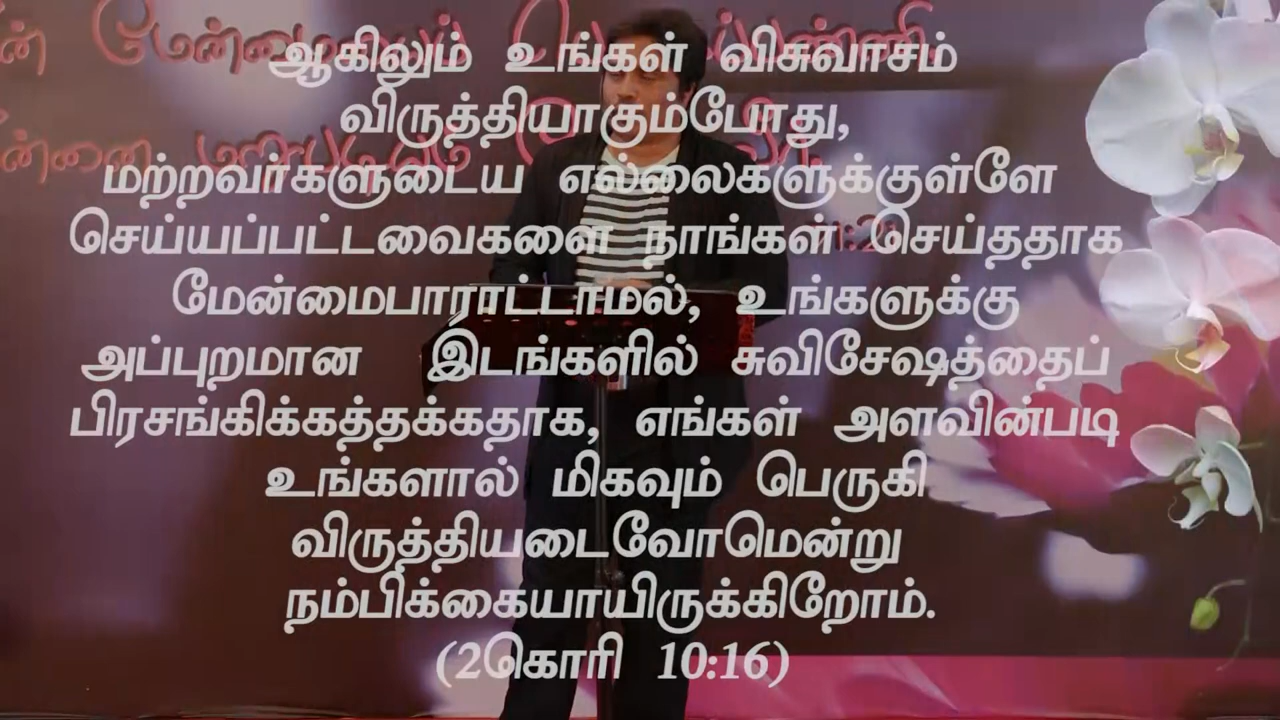 ஆகிலும் உங்கள் விசுவாசம்
விருத்தியாகும்போது,
மற்றவர்களுடைய எல்லைகளுக்குள்ளே
செய்யப்பட்டவைகளை நாங்கள் செய்ததாக
மேன்மைபாராட்டாமல், உங்களுக்கு
அப்புறமான இடங்களில் சுவிசேஷத்தைப்
பிரசங்கிக்கத்தக்கதாக, எங்கள் அளவின்படி
உங்களால் மிகவும் பெருகி
விருத்தியடைவோமென்று
நம்பிக்கையாயிருக்கிறோம்.
(2கொரி 10:16)